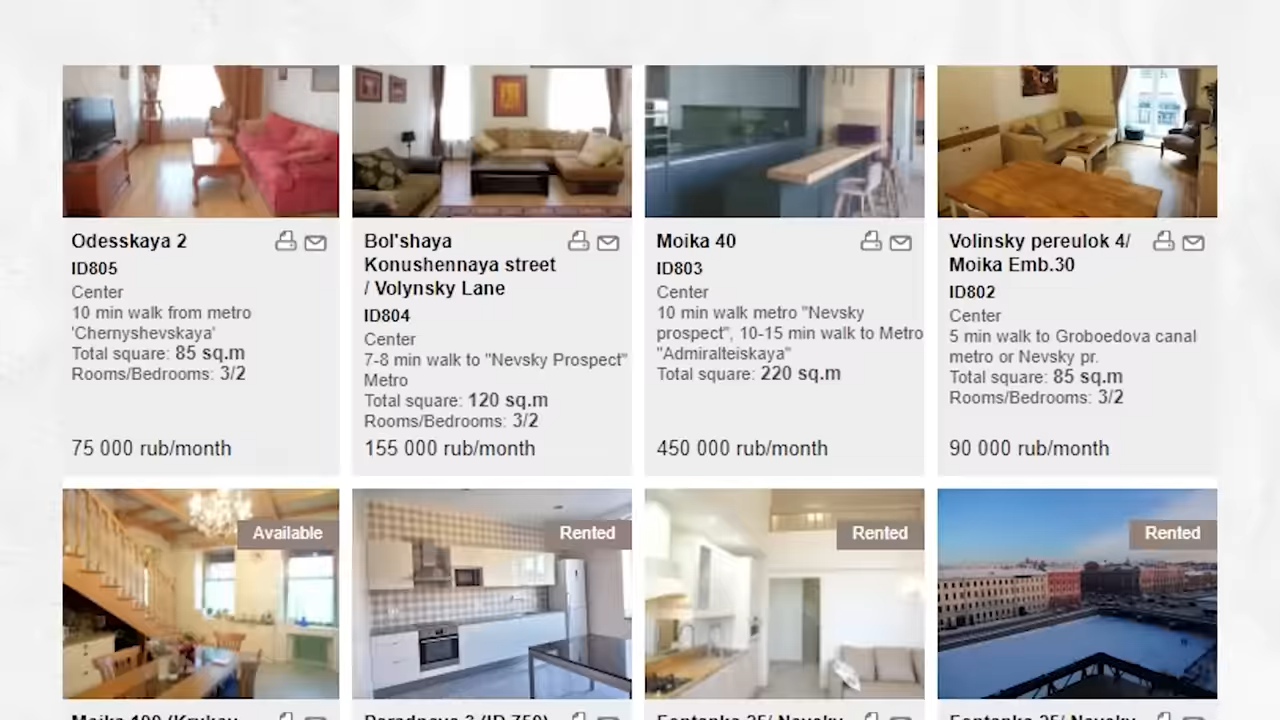 Odesskaya 2
ID805
Center
10 min walk from metro
'Chernyshevskaya'
Total square: 85 sq.m
Rooms/Bedrooms: 3/2
75 000 rub/month
Bol'shaya
Konushennaya street
/ Volynsky Lane
ID804
Center
7-8 min walk to "Nevsky Prospect"
Metro
Total square: 120 sq.m
Rooms/Bedrooms: 3/2
155 000 rub/month
Moika 40
ID803
Center
10 min walk metro "Nevsky
prospect", 10-15 min walk to Metro
"Admiralteiskaya"
Total square: 220 sq.m
450 000 rub/month
Volinsky pereulok 4/
Moika Emb.30
ID802
Center
5 min walk to Groboedova canal
metro or Nevsky pr.
Total square: 85 sq.m
Rooms/Bedrooms: 3/2
90 000 rub/month
Available
Rented
Rented
Rented